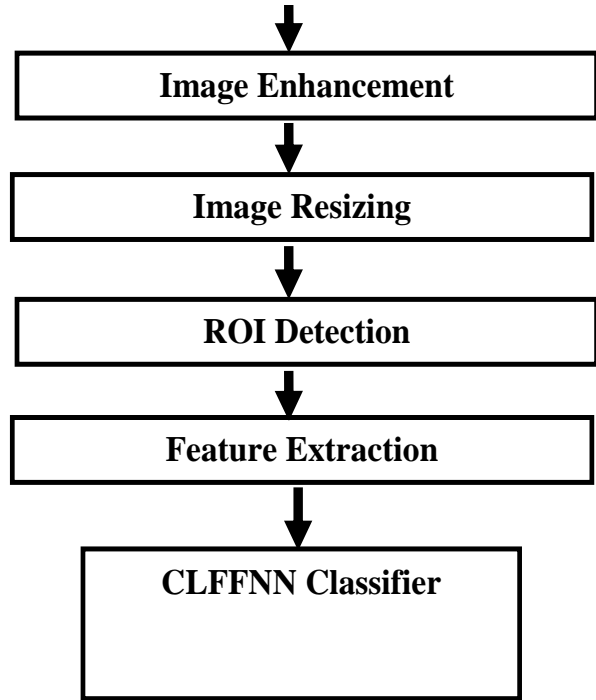 Image Enhancement
Image Resizing
ROI Detection
Feature Extraction
CLFFNN Classifier